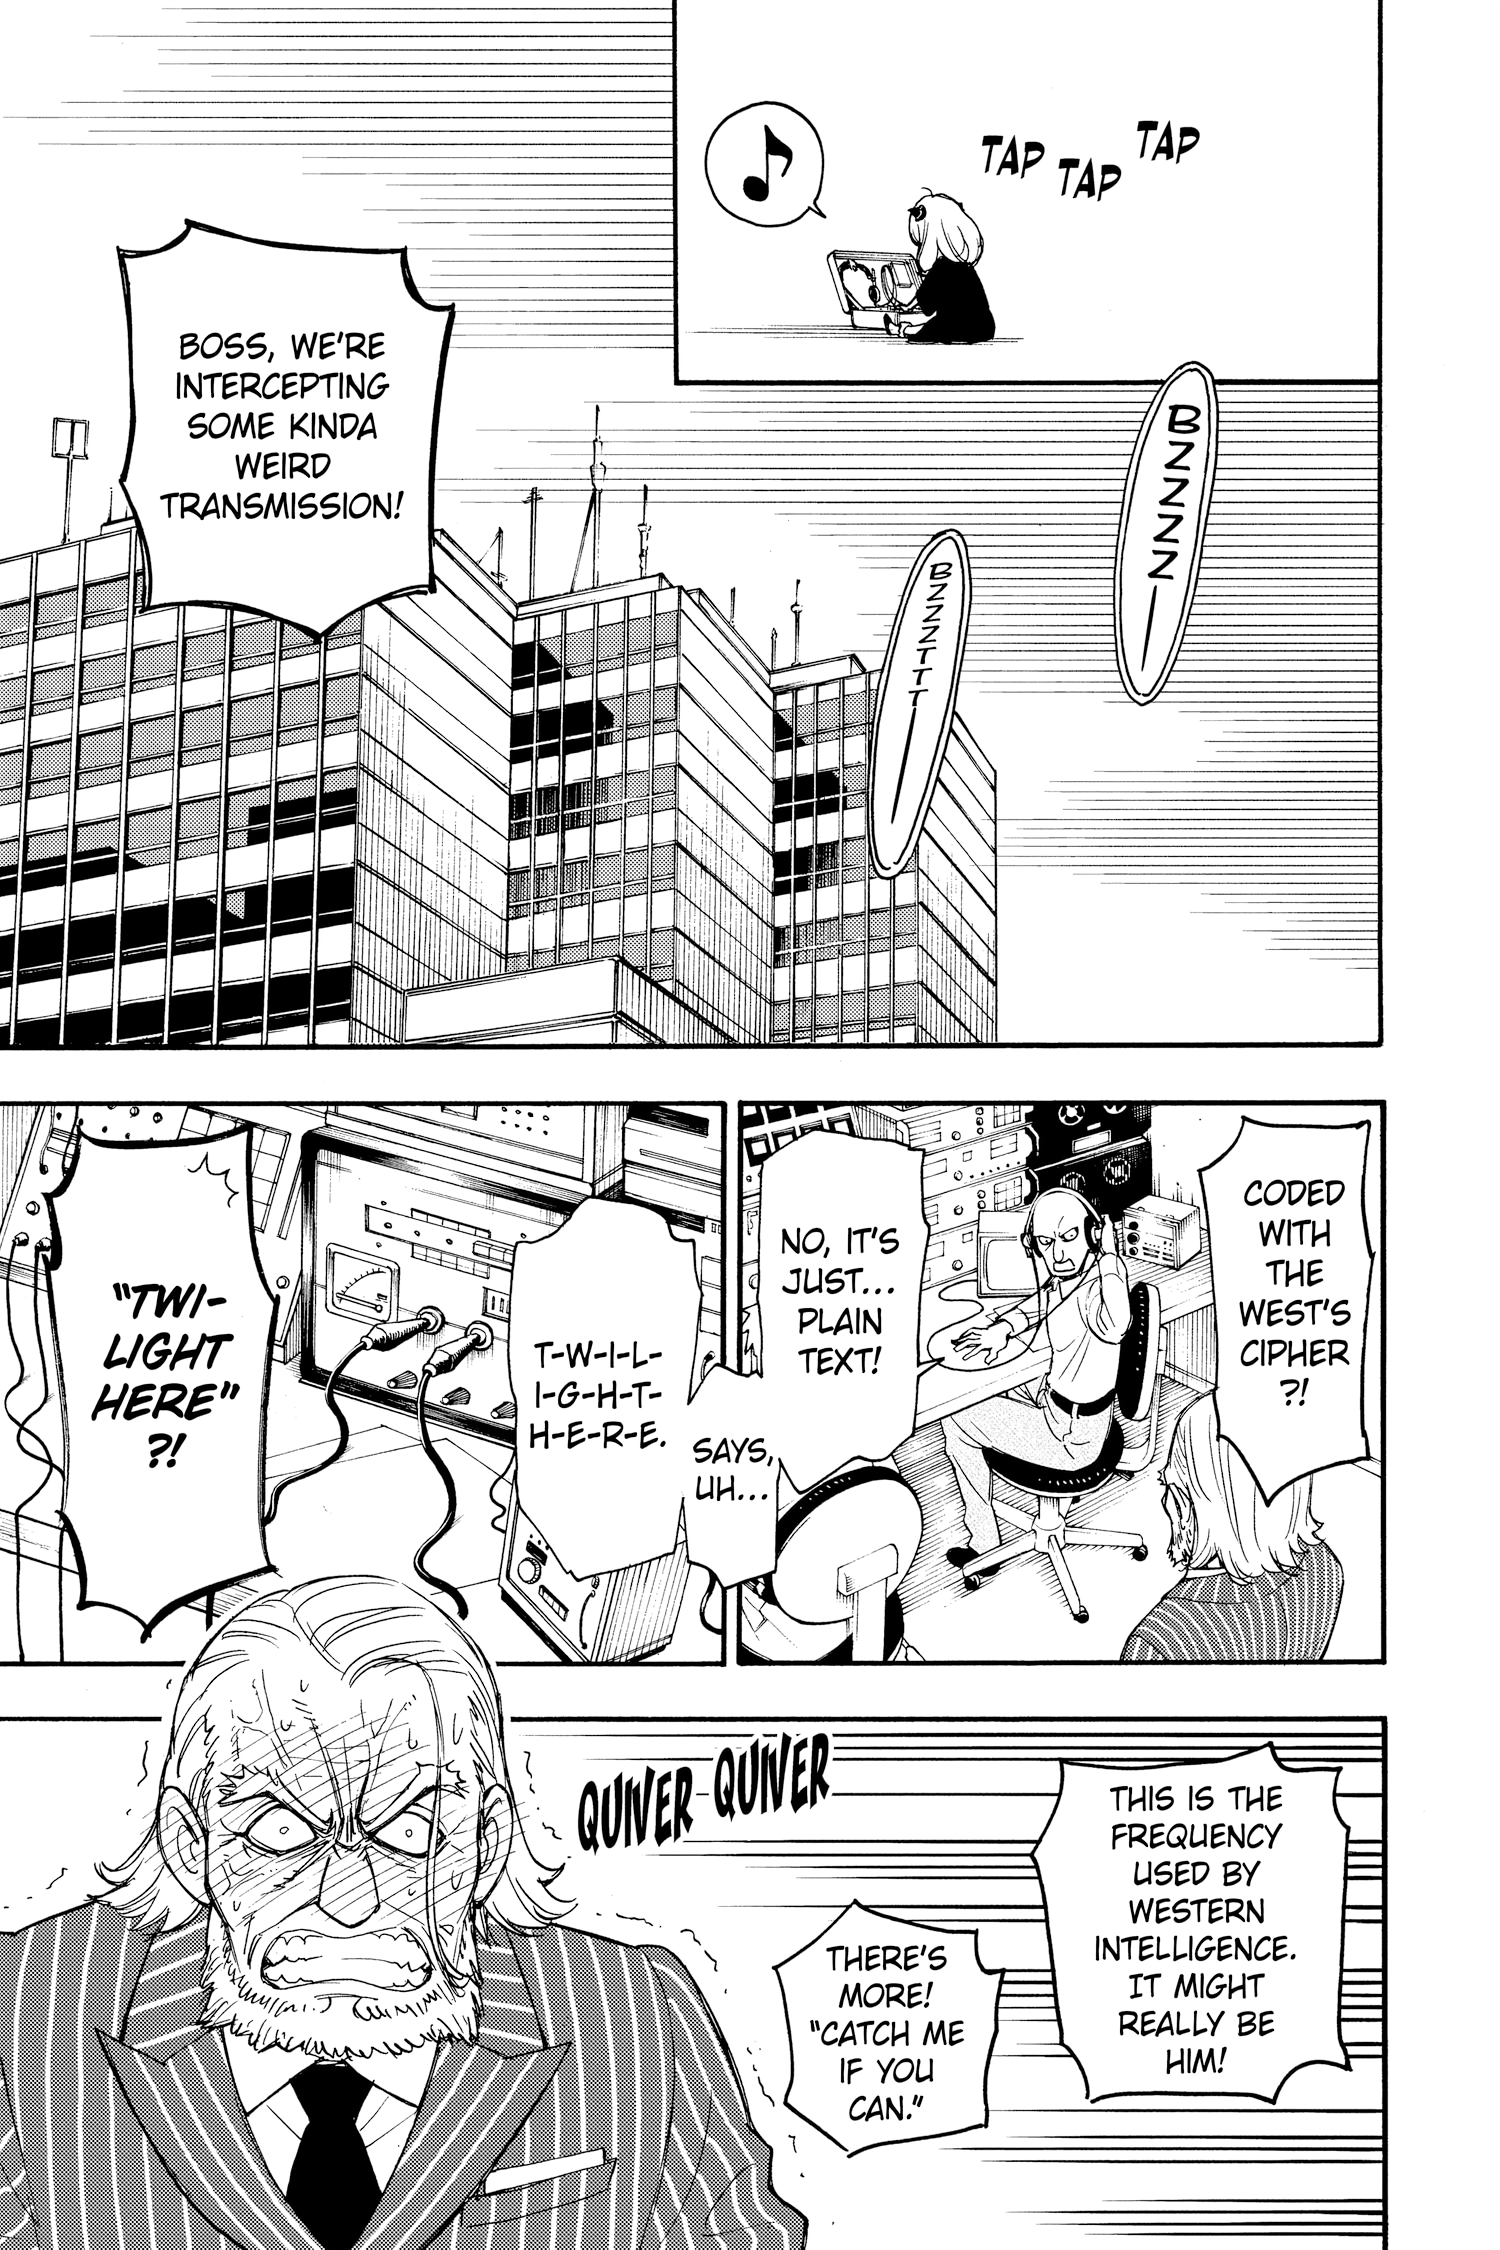 TAP
TAP
TAP
BZZZZ
BZZZTTT
BOSS, WE'RE
INTERCEPTING
SOME KINDA
WEIRD
TRANSMISSION!
CODED
WITH
THE
WEST'S
CIPHER
?!
NO, IT'S
JUST...
PLAIN
TEXT!
SAYS,
UH...
T-W-I-L-
I-G-H-T-
H-E-R-E.
"TWI-
LIGHT
HERE"
?!
THIS IS THE
FREQUENCY
USED BY
WESTERN
INTELLIGENCE.
IT MIGHT
REALLY BE
HIM!
THERE'S
MORE!
"CATCH ME
IF YOU
CAN."
QUIVER QUIVER